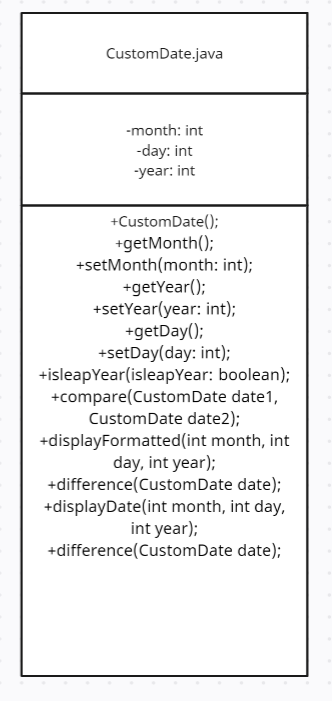 CustomDate.java
-month: int
-day: int
-year: int
+CustomDate();
+getMonth();
+setMonth(month: int);
+getYear();
+setYear(year: int);
+getDay();
+setDay(day: int);
+isleapYear(isleapYear: boolean);
+compare(CustomDate date1,
CustomDate date2);
+displayFormatted(int month, int
day, int year);
+difference(CustomDate date);
+displayDate(int month, int day,
int year);
+difference(CustomDate date);